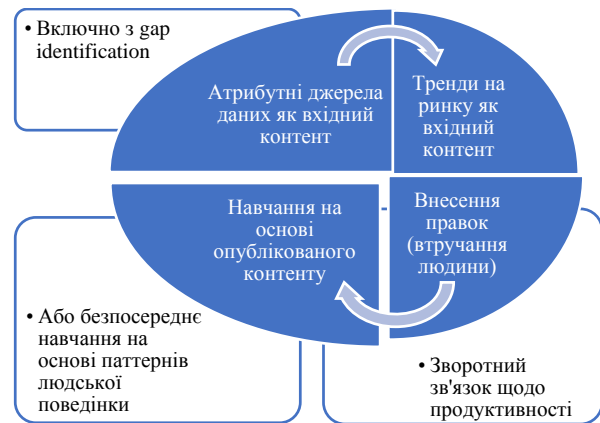 • Включно з gap
identification
Атрибутні джерела
даних як вхідний
контент
Тренди на
ринку як
вхідний
контент
Навчання на
основі
опублікованого
контенту
Внесення
правок
(втручання
людини)
• Або безпосереднє
навчання на
основі паттернів
людської
поведінки
• Зворотний
зв'язок щодо
продуктивності